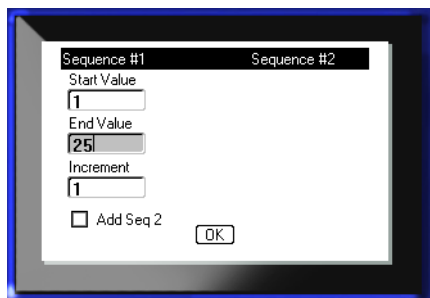 Sequence #1 Sequence #2
Start Value
1
End Value
25
Increment
1
Add Seq 2
OK